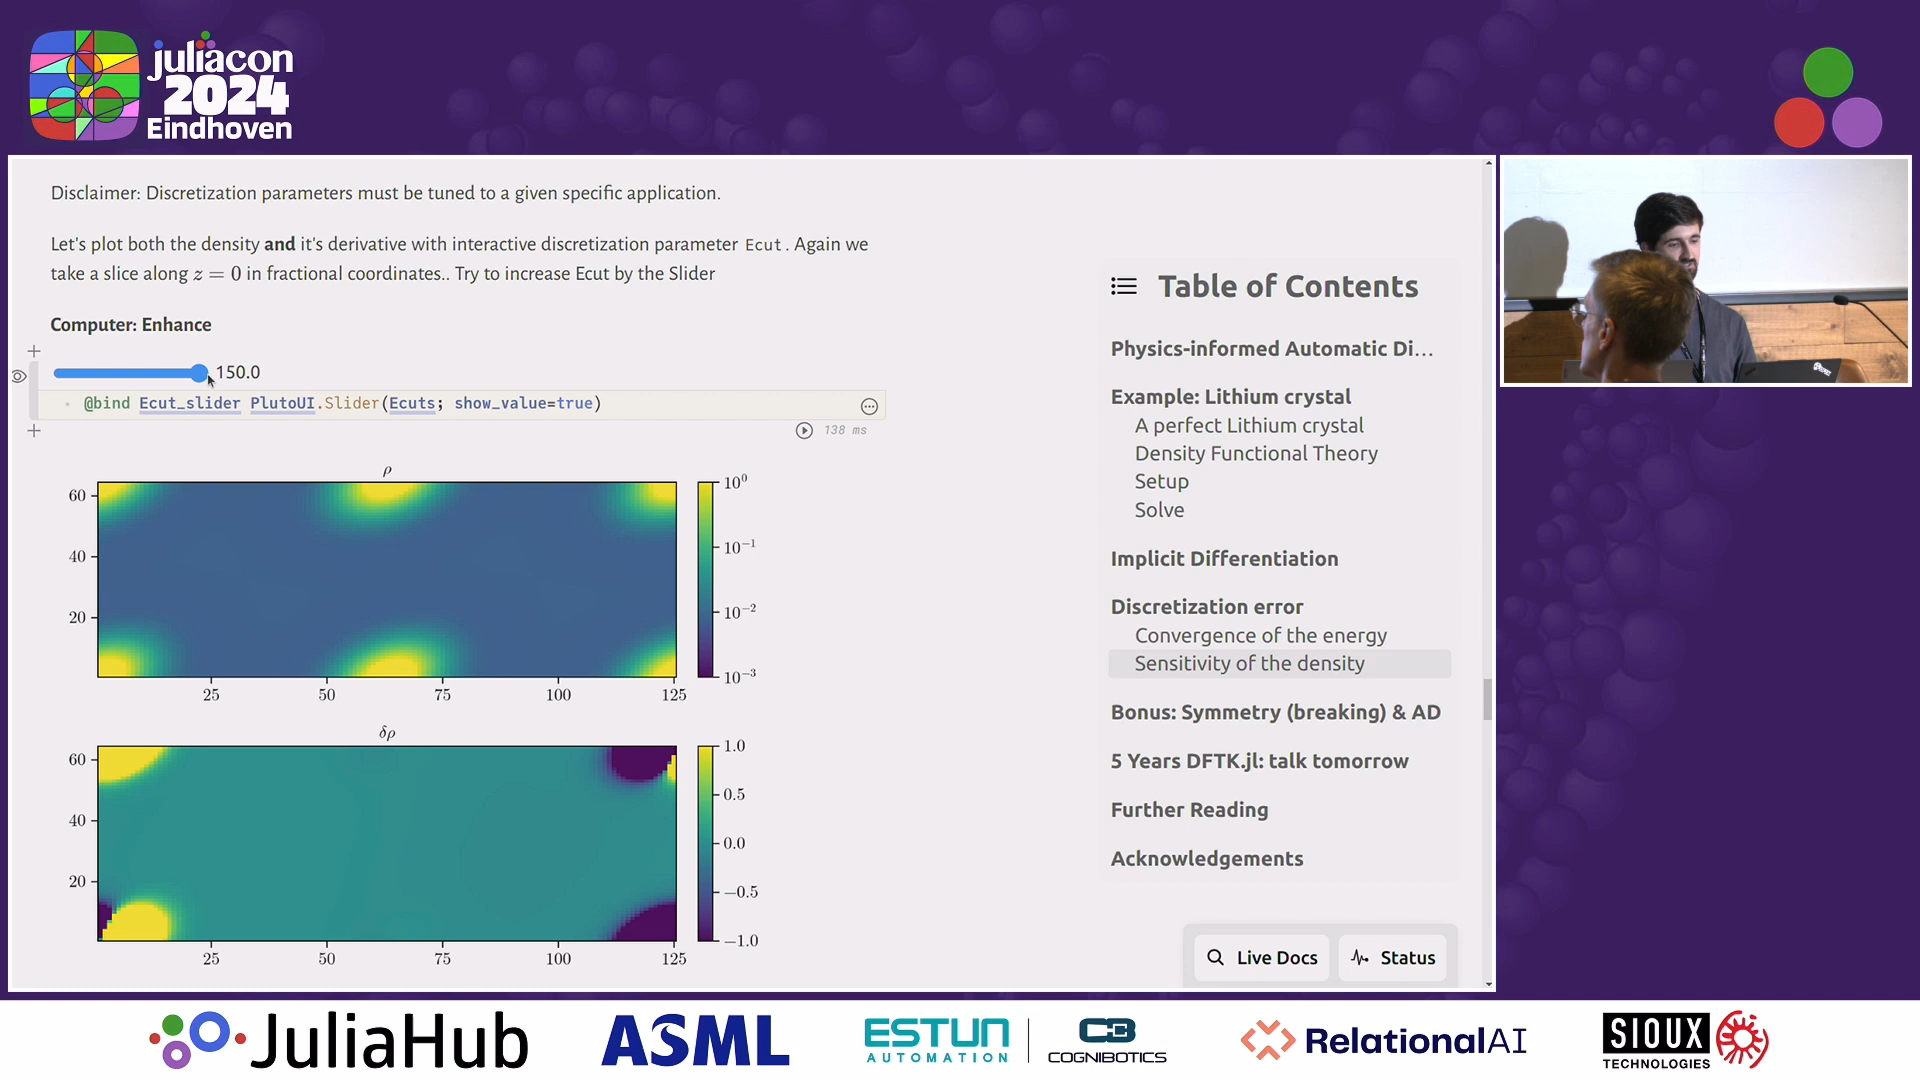 juliacon
2024
Eindhoven
Disclaimer: Discretization parameters must be tuned to a given specific application.
Let's plot both the density and it's derivative with interactive discretization parameter Ecut. Again we
take a slice along z = 0 in fractional coordinates.. Try to increase Ecut by the Slider
Computer: Enhance
150.0
@bind Ecut_slider PlutoUI.Slider(Ecuts; show_value=true)
138 ms
ρ
60
40
20
25 50 75 100 125
10⁰
10⁻¹
10⁻²
10⁻³
δρ
60
40
20
25 50 75 100 125
1.0
0.5
0.0
−0.5
−1.0
Table of Contents
Physics-informed Automatic Di...
Example: Lithium crystal
A perfect Lithium crystal
Density Functional Theory
Setup
Solve
Implicit Differentiation
Discretization error
Convergence of the energy
Sensitivity of the density
Bonus: Symmetry (breaking) & AD
5 Years DFTK.jl: talk tomorrow
Further Reading
Acknowledgements
Live Docs
Status
JuliaHub
ASML
ESTUN
AUTOMATION
COGNIBOTICS
RelationalAI
SIOUX
TECHNOLOGIES